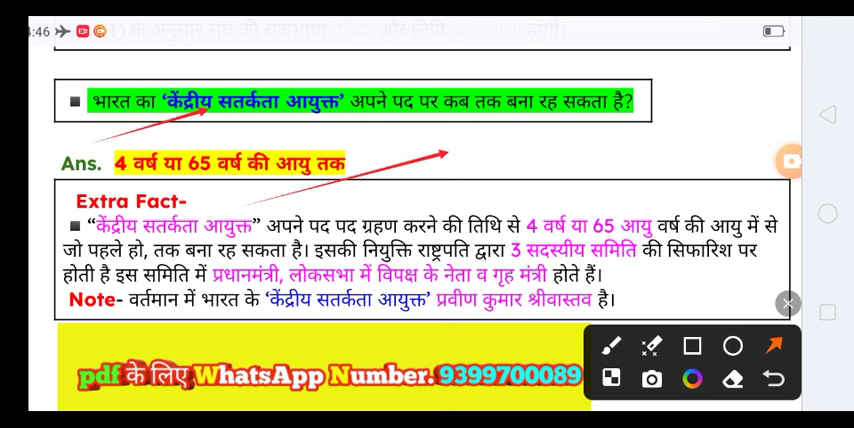 :46
1) के अनुसार संघ की राजभाषा 'हिंदी' और लिपि 'देवनागरी' होगी।
■ भारत का ‘केंद्रीय सतर्कता आयुक्त’ अपने पद पर कब तक बना रह सकता है?
Ans. 4 वर्ष या 65 वर्ष की आयु तक
Extra Fact-
■ “केंद्रीय सतर्कता आयुक्त” अपने पद पद ग्रहण करने की तिथि से 4 वर्ष या 65 आयु वर्ष की आयु में से
जो पहले हो, तक बना रह सकता है। इसकी नियुक्ति राष्ट्रपति द्वारा 3 सदस्यीय समिति की सिफारिश पर
होती है इस समिति में प्रधानमंत्री, लोकसभा में विपक्ष के नेता व गृह मंत्री होते हैं।
Note- वर्तमान में भारत के ‘केंद्रीय सतर्कता आयुक्त’ प्रवीण कुमार श्रीवास्तव है।
pdf के लिए WhatsApp Number. 9399700089